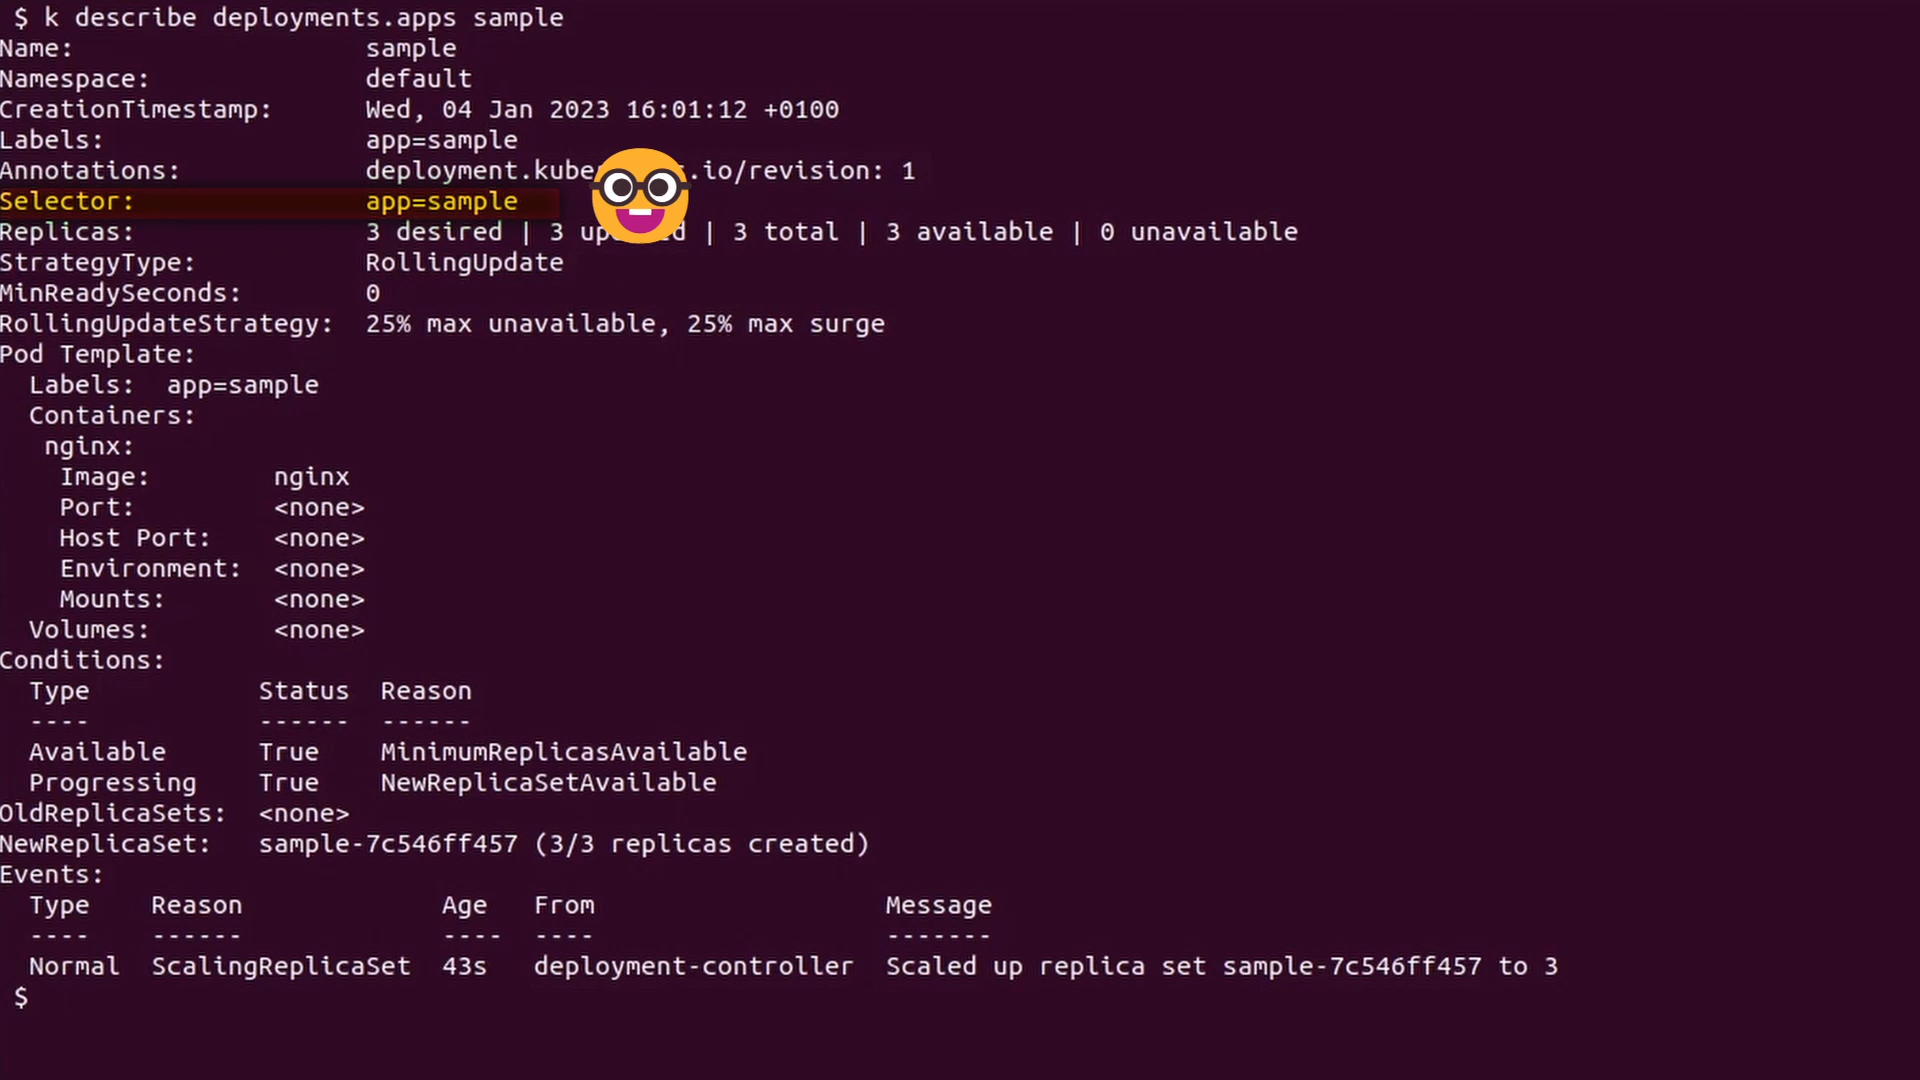 $ k describe deployments.apps sample
Name: sample
Namespace: default
CreationTimestamp: Wed, 04 Jan 2023 16:01:12 +0100
Labels: app=sample
Annotations: deployment.kube .io/revision: 1
Selector: app=sample
Replicas: 3 desired | 3 up d | 3 total | 3 available | 0 unavailable
StrategyType: RollingUpdate
MinReadySeconds: 0
RollingUpdateStrategy: 25% max unavailable, 25% max surge
Pod Template:
Labels: app=sample
Containers:
nginx:
Image: nginx
Port: <none>
Host Port: <none>
Environment: <none>
Mounts: <none>
Volumes: <none>
Conditions:
Type Status Reason
---- ------ ------
Available True MinimumReplicasAvailable
Progressing True NewReplicaSetAvailable
OldReplicaSets: <none>
NewReplicaSet: sample-7c546ff457 (3/3 replicas created)
Events:
Type Reason Age From Message
---- ------ ---- ---- -------
Normal ScalingReplicaSet 43s deployment-controller Scaled up replica set sample-7c546ff457 to 3
$